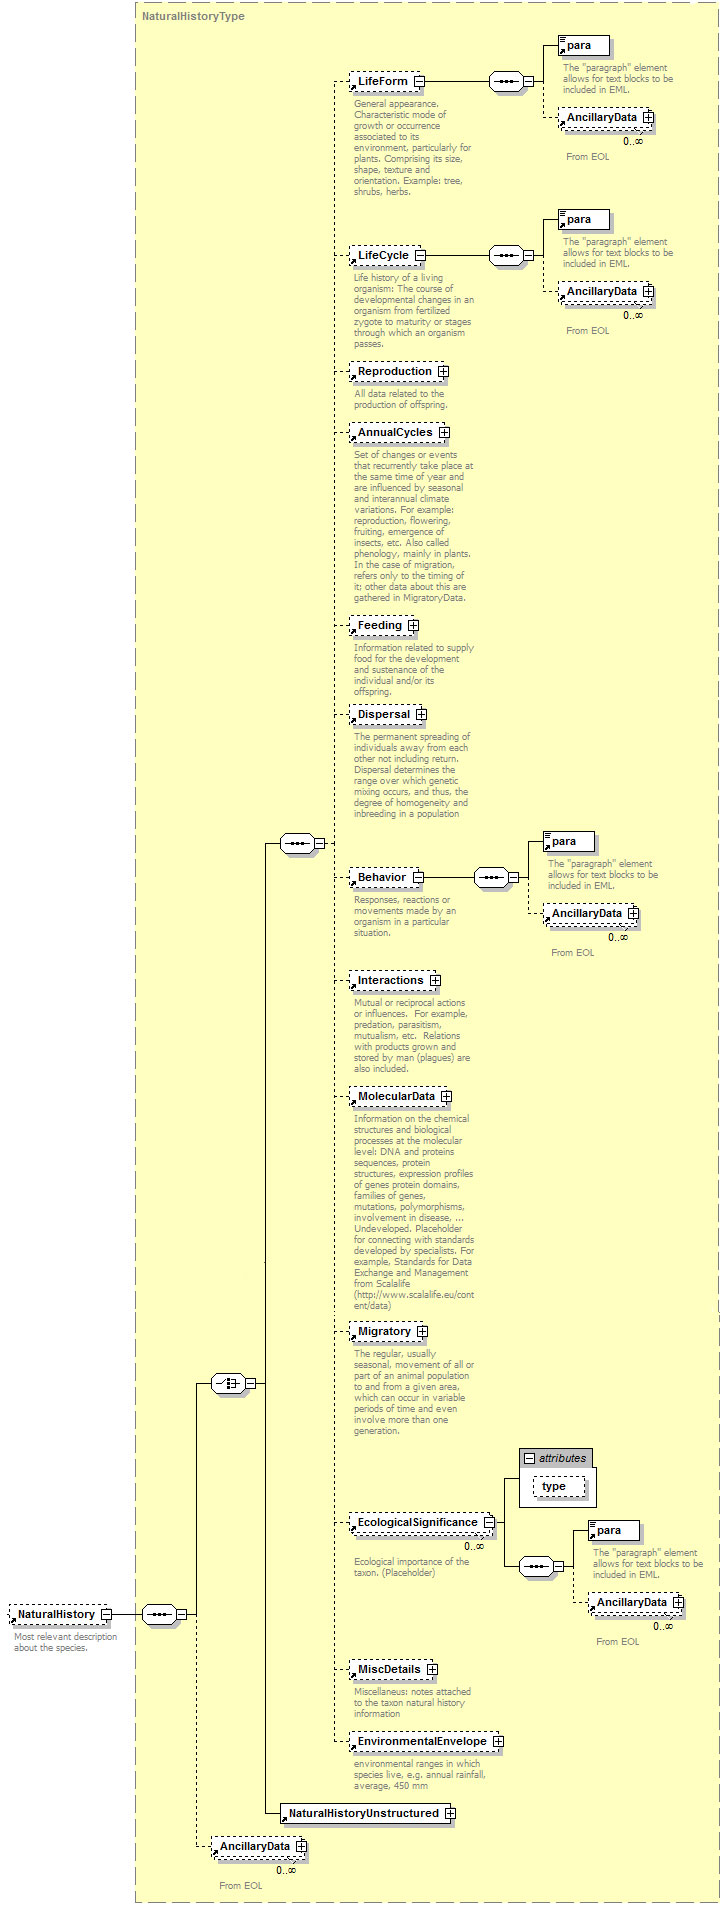 NaturalHistoryType
para
The "paragraph" element
allows for text blocks to be
included in EML.
LifeForm
General appearance.
Characteristic mode of
growth or occurrence
associated to its
environment, particularly for
plants. Comprising its size,
shape, texture and
orientation. Example: tree,
shrubs, herbs.
AncillaryData
0..∞
From EOL
para
The "paragraph" element
allows for text blocks to be
included in EML.
LifeCycle
Life history of a living
organism: The course of
developmental changes in an
organism from fertilized
zygote to maturity or stages
through which an organism
passes.
AncillaryData
0..∞
From EOL
Reproduction
All data related to the
production of offspring.
AnnualCycles
Set of changes or events
that recurrently take place at
the same time of year and
are influenced by seasonal
and interannual climate
variations. For example:
reproduction, flowering,
fruiting, emergence of
insects, etc. Also called
phenology, mainly in plants.
In the case of migration,
refers only to the timing of
it; other data about this are
gathered in MigratoryData.
Feeding
Information related to supply
food for the development
and sustenance of the
individual and/or its
offspring.
Dispersal
The permanent spreading of
individuals away from each
other not including return.
Dispersal determines the
range over which genetic
mixing occurs, and thus, the
degree of homogeneity and
inbreeding in a population
para
The "paragraph" element
allows for text blocks to be
included in EML.
Behavior
Responses, reactions or
movements made by an
organism in a particular
situation.
AncillaryData
0..∞
From EOL
Interactions
Mutual or reciprocal actions
or influences.  For example,
predation, parasitism,
mutualism, etc.  Relations
with products grown and
stored by man (plagues) are
also included.
MolecularData
Information on the chemical
structures and biological
processes at the molecular
level: DNA and proteins
sequences, protein
structures, expression profiles
of genes protein domains,
families of genes,
mutations, polymorphisms,
involvement in disease, ...
Undeveloped. Placeholder
for connecting with standards
developed by specialists. For
example, Standards for Data
Exchange and Management
from Scalalife
(http://www.scalalife.eu/cont
ent/data)
Migratory
The regular, usually
seasonal, movement of all or
part of an animal population
to and from a given area,
which can occur in variable
periods of time and even
involve more than one
generation.
attributes
type
EcologicalSignificance
0..∞
Ecological importance of the
taxon. (Placeholder)
para
The "paragraph" element
allows for text blocks to be
included in EML.
AncillaryData
0..∞
From EOL
NaturalHistory
Most relevant description
about the species.
MiscDetails
Miscellaneus: notes attached
to the taxon natural history
information
EnvironmentalEnvelope
environmental ranges in which
species live, e.g. annual rainfall,
average, 450 mm
NaturalHistoryUnstructured
AncillaryData
0..∞
From EOL